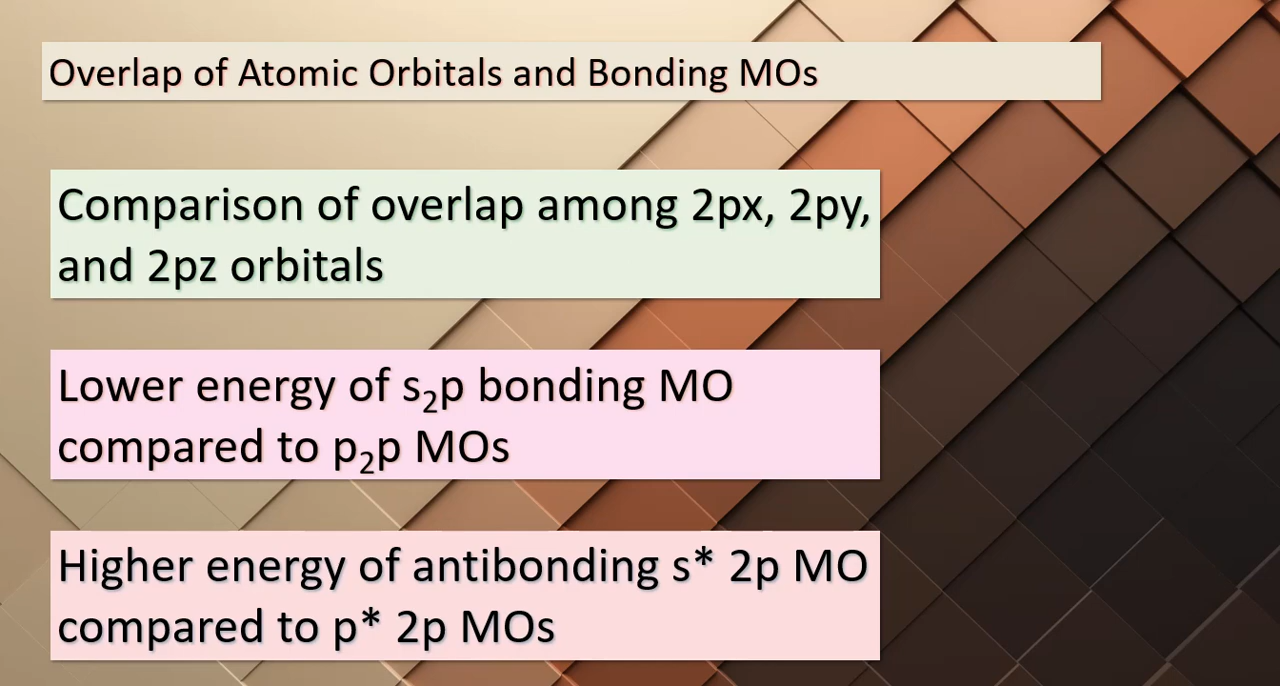 Overlap of Atomic Orbitals and Bonding MOs
Comparison of overlap among 2px, 2py,
and 2pz orbitals
Lower energy of s₂p bonding MO
compared to p₂p MOs
Higher energy of antibonding s* 2p MO
compared to p* 2p MOs